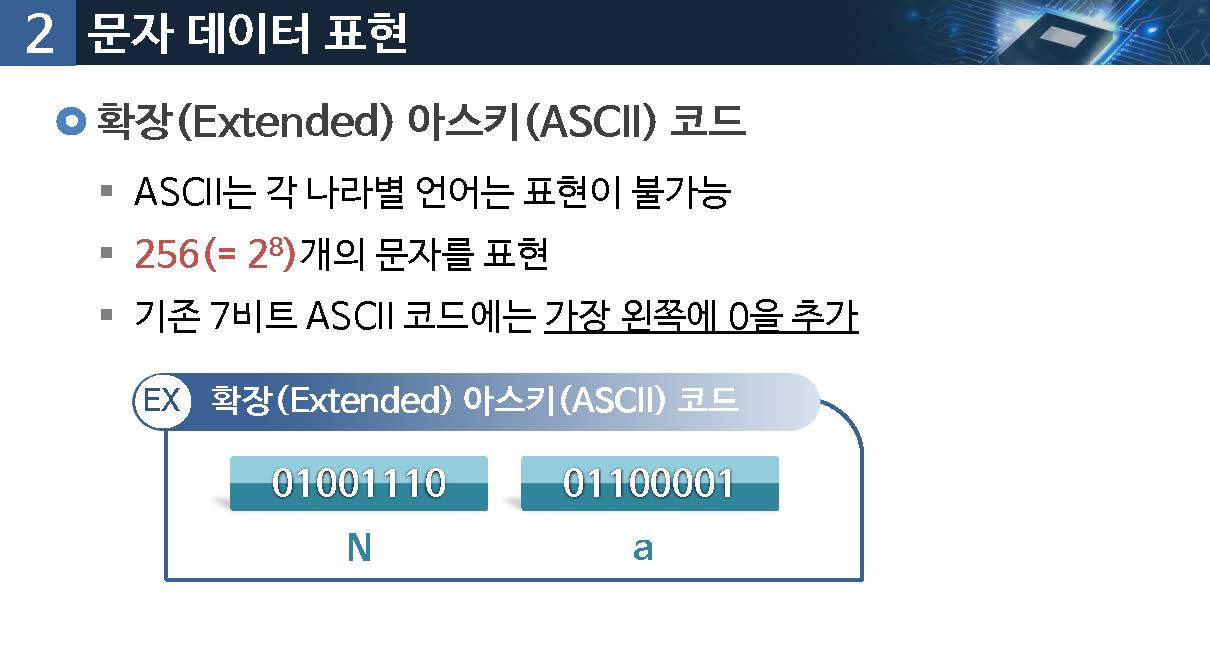 2 문자 데이터 표현
확장(Extended) 아스키(ASCII) 코드
▪ ASCII는 각 나라별 언어는 표현이 불가능
▪ 256(= 2⁸)개의 문자를 표현
▪ 기존 7비트 ASCII 코드에는 가장 왼쪽에 0을 추가
EX 확장(Extended) 아스키(ASCII) 코드
01001110 01100001
N a